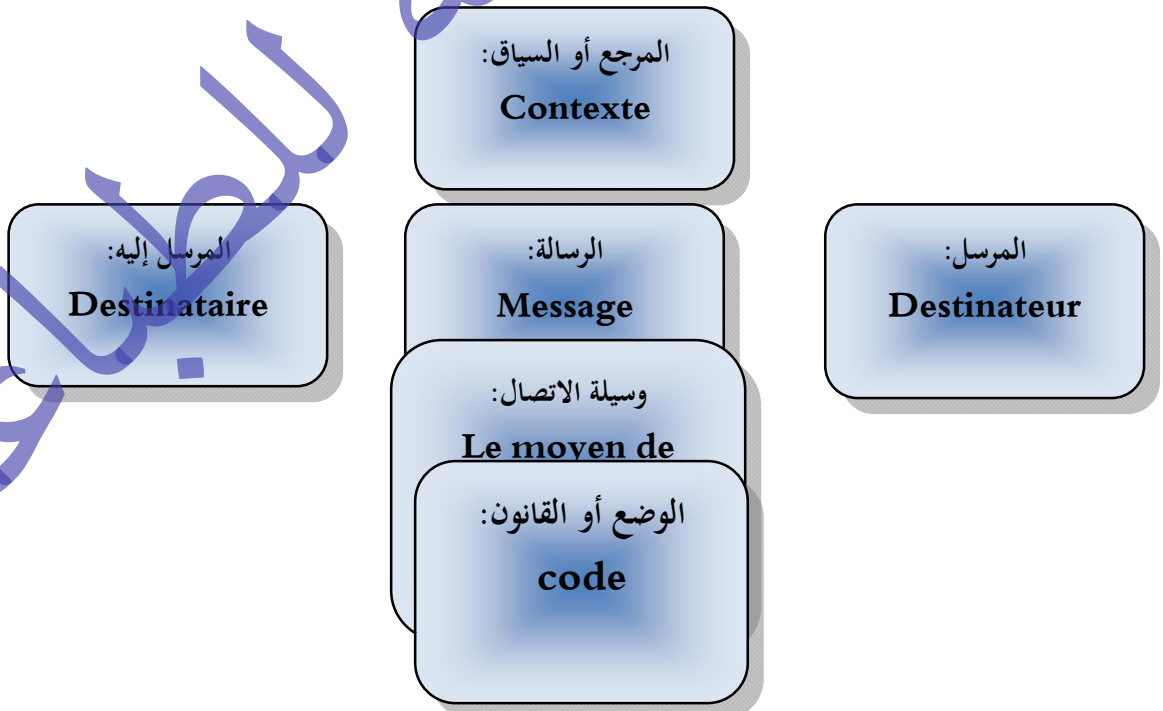 المرجع أو السياق:
Contexte
المرسل:
Destinateur
الرسالة:
Message
المرسل إليه:
Destinataire
وسيلة الاتصال:
Le moyen de
الوضع أو القانون:
code